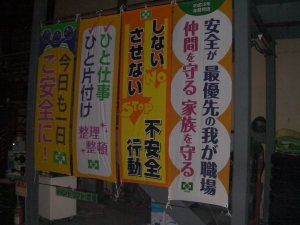 安全が 最優先の我が職場
仲間を守る 家族を守る
しない
させない
NO
STOP
不安全
行動
ひと仕事
ひと片付け
整理
整頓
今日も一日
ご安全に!